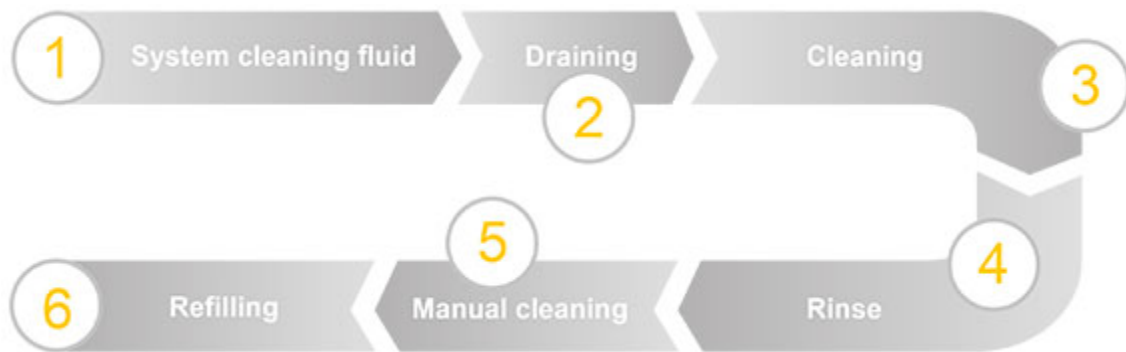 1 System cleaning fluid
2 Draining
3 Cleaning
4 Rinse
5 Manual cleaning
6 Refilling